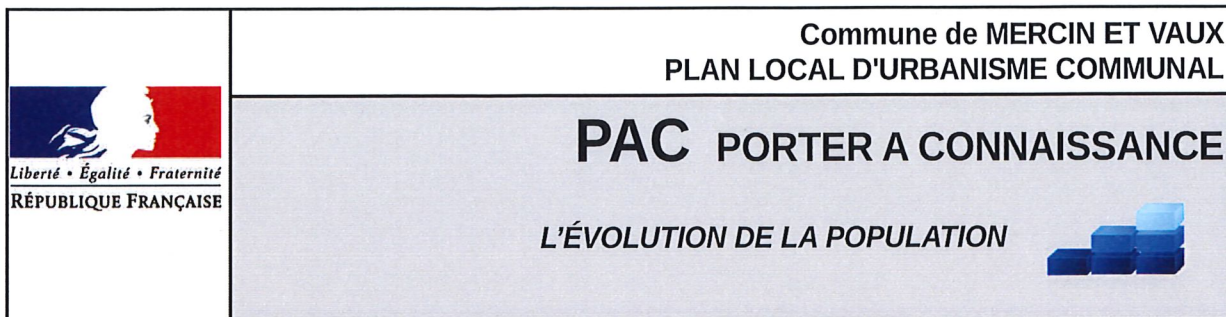 Commune de MERCIN ET VAUX
PLAN LOCAL D'URBANISME COMMUNAL
PAC PORTER A CONNAISSANCE
Liberté • Égalité • Fraternité
RÉPUBLIQUE FRANÇAISE
L'ÉVOLUTION DE LA POPULATION